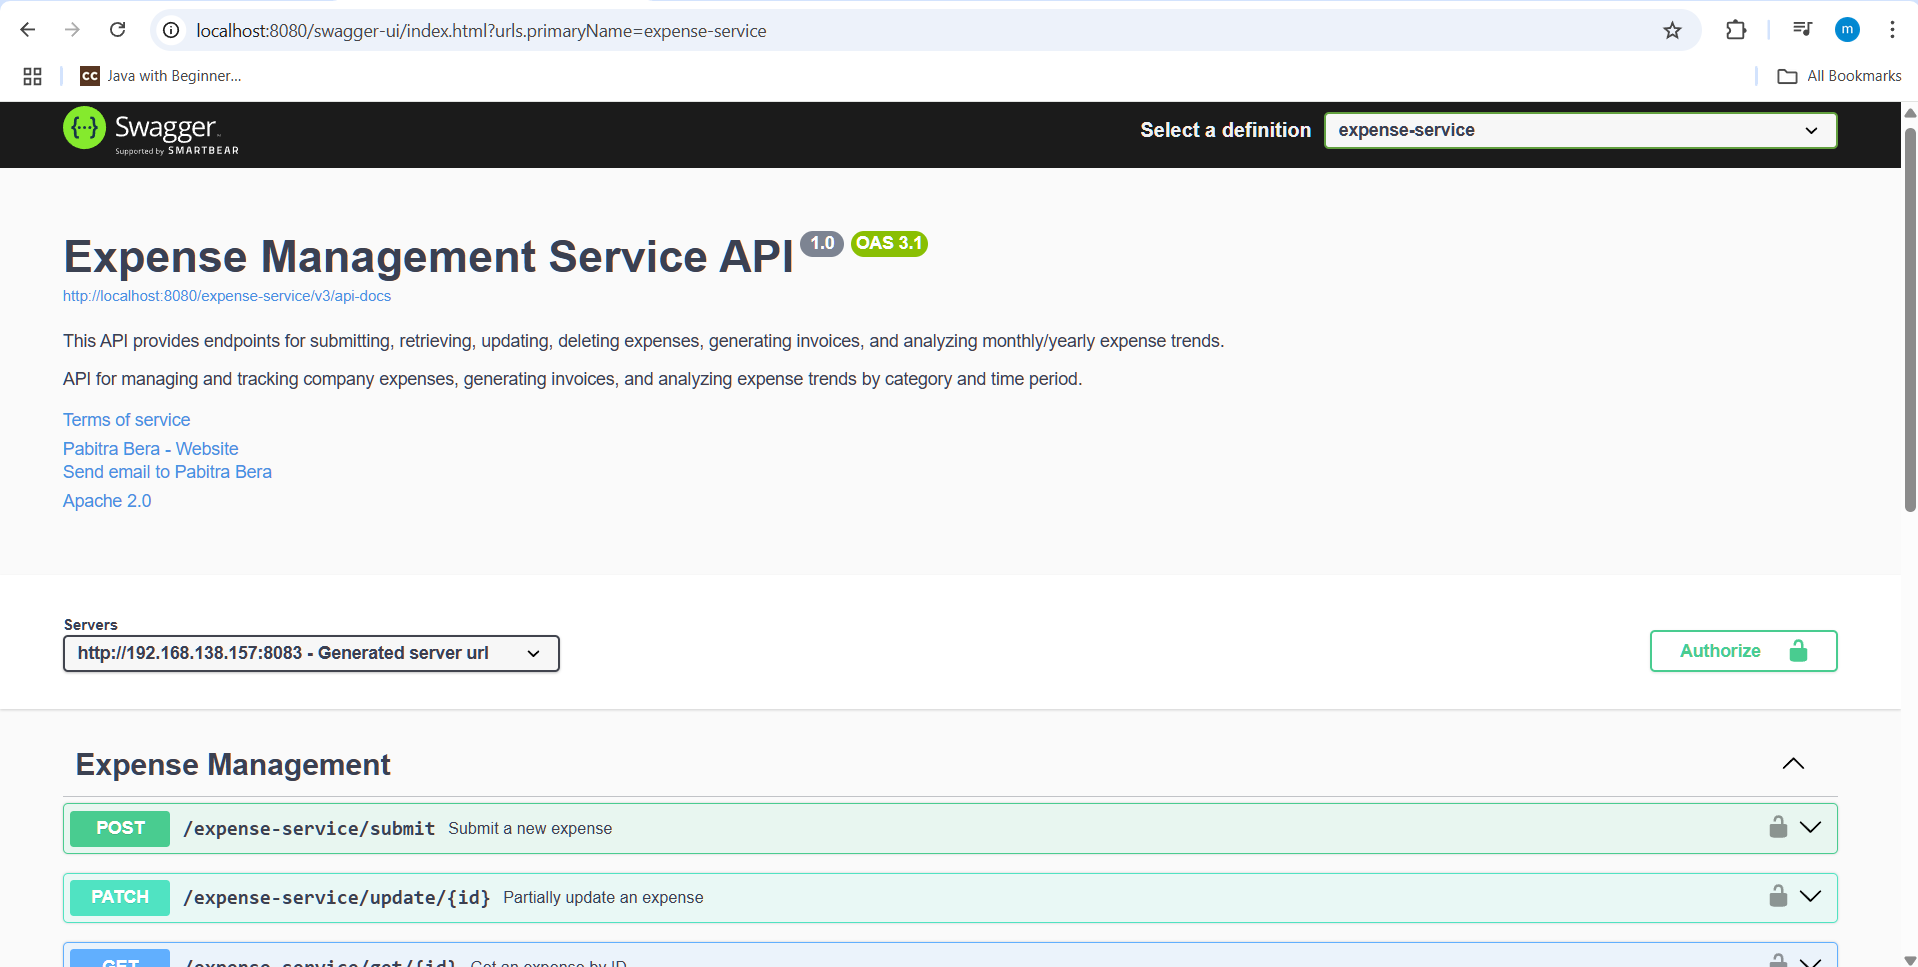 localhost:8080/swagger-ui/index.html?urls.primaryName=expense-service
m
CC Java with Beginner...
All Bookmarks
{...} Swagger
Supported by SMARTBEAR
Select a definition
expense-service
Expense Management Service API 1.0 OAS 3.1
http://localhost:8080/expense-service/v3/api-docs
This API provides endpoints for submitting, retrieving, updating, deleting expenses, generating invoices, and analyzing monthly/yearly expense trends.
API for managing and tracking company expenses, generating invoices, and analyzing expense trends by category and time period.
Terms of service
Pabitra Bera - Website
Send email to Pabitra Bera
Apache 2.0
Servers
http://192.168.138.157:8083 - Generated server url
Authorize
Expense Management
POST /expense-service/submit Submit a new expense
PATCH /expense-service/update/{id} Partially update an expense
GET /expense-service/get/{id} Get an expense by ID